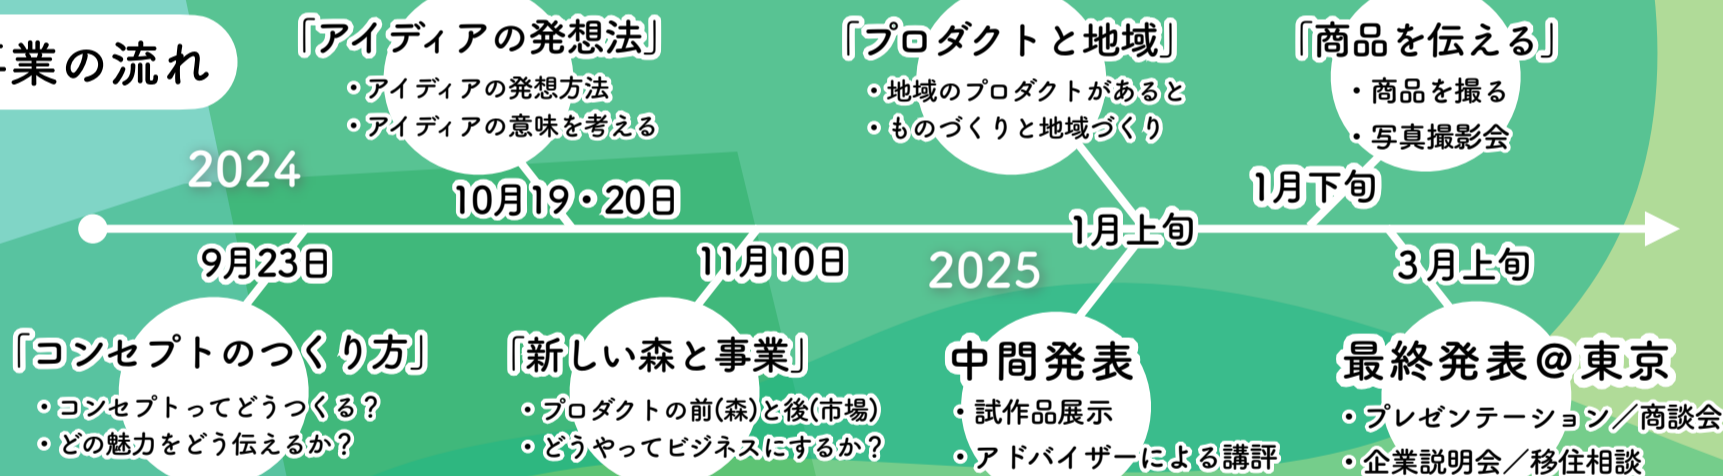 業の流れ
「アイディアの発想法」
・アイディアの発想方法
・アイディアの意味を考える
「プロダクトと地域」
・地域のプロダクトがあると
・ものづくりと地域づくり
「商品を伝える」
・商品を撮る
・写真撮影会
2024
10月19・20日
1月上旬
1月下旬
9月23日
11月10日
2025
3月上旬
「コンセプトのつくり方」
・コンセプトってどうつくる？
・どの魅力をどう伝えるか？
「新しい森と事業」
・プロダクトの前(森)と後(市場)
・どうやってビジネスにするか？
中間発表
・試作品展示
・アドバイザーによる講評
最終発表＠東京
・プレゼンテーション／商談会
・企業説明会／移住相談